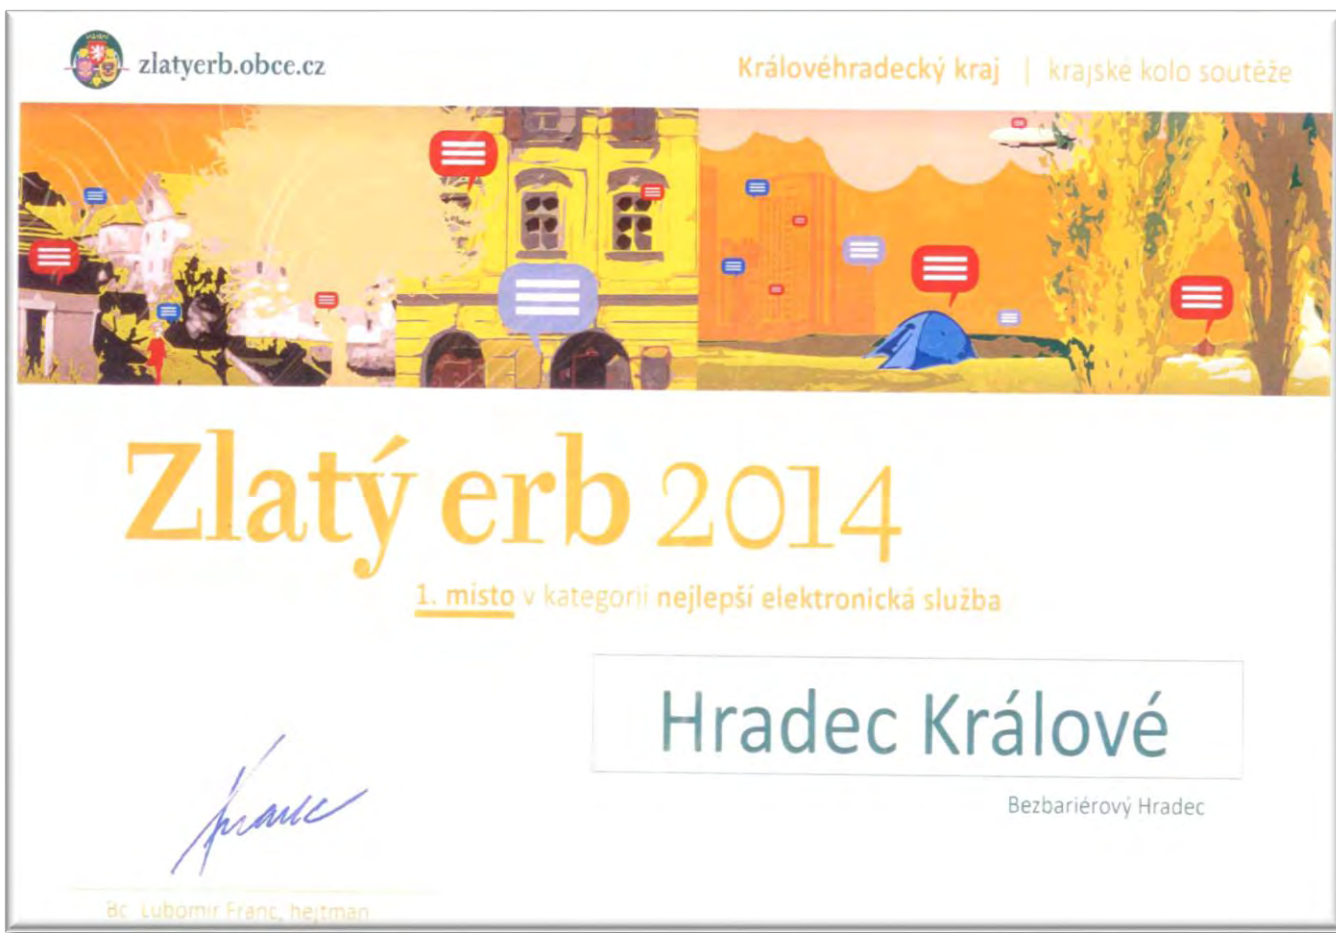 zlatyerb.obce.cz
Královéhradecký kraj | krajské kolo soutěže
Zlatý erb 2014
1. místo v kategorii nejlepší elektronická služba
Hradec Králové
Bezbariérový Hradec
Bc. Lubomír Franc, hejtman